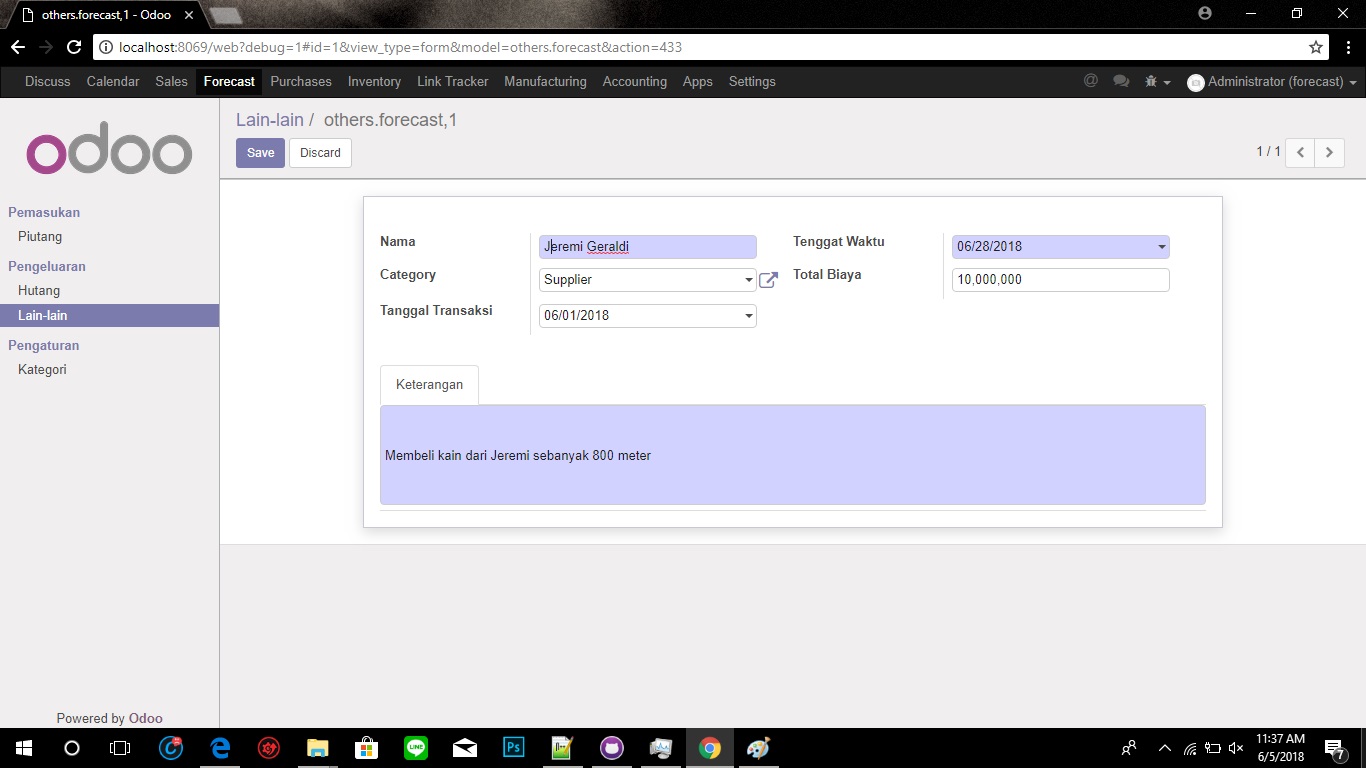 others.forecast,1 - Odoo
localhost:8069/web?debug=1#id=1&view_type=form&model=others.forecast&action=433
Discuss Calendar Sales Forecast Purchases Inventory Link Tracker Manufacturing Accounting Apps Settings @ Administrator (forecast)
odoo
Lain-lain / others.forecast,1
Save Discard
1 / 1
Pemasukan
Piutang
Pengeluaran
Hutang
Lain-lain
Pengaturan
Kategori
Nama Jeremi Geraldi Tenggat Waktu 06/28/2018
Category Supplier Total Biaya 10,000,000
Tanggal Transaksi 06/01/2018
Keterangan
Membeli kain dari Jeremi sebanyak 800 meter
Powered by Odoo
LINE
Ps
11:37 AM
6/5/2018
7